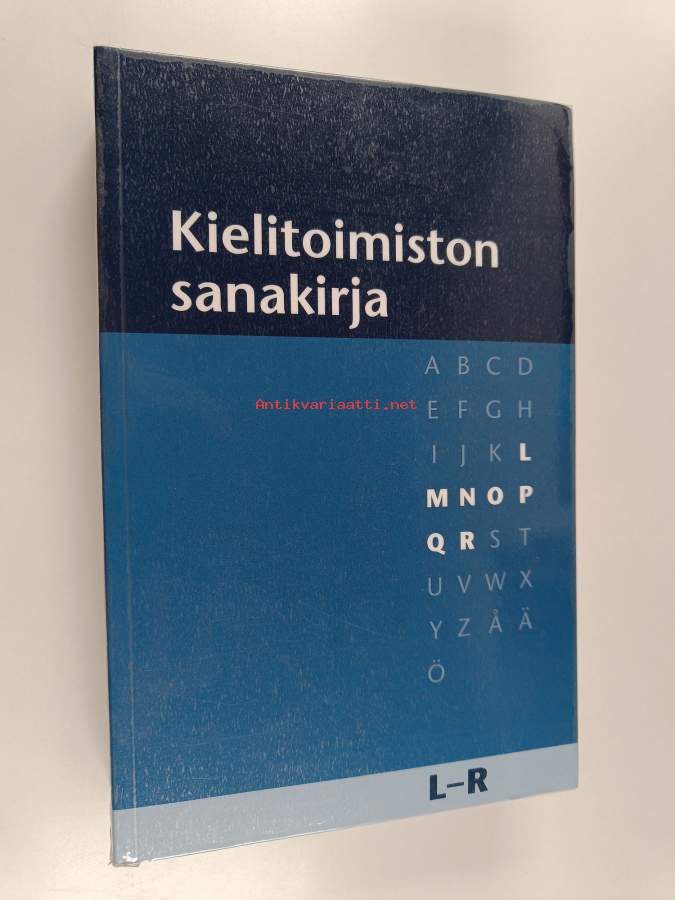 Kielitoimiston
sanakirja
A B C D
Antikvariaatti.net
E F G H
I J K L
M N O P
Q R S T
U V W X
Y Z Å Ä
Ö
L–R